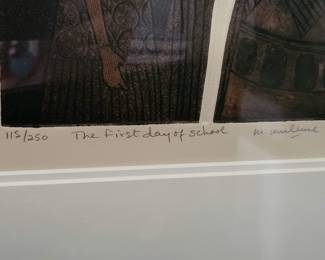 115/250 The first day of school M.